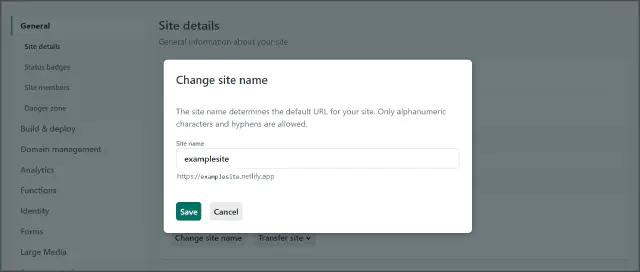 General
Site details
Status badges
Site members
Danger zone
Build & deploy
Domain management
Analytics
Functions
Identity
Forms
Large Media
Site details
General information about your site
Change site name
The site name determines the default URL for your site. Only alphanumeric
characters and hyphens are allowed.
Site name
examplesite
https://examplesite.netlify.app
Save
Cancel
Change site name
Transfer site